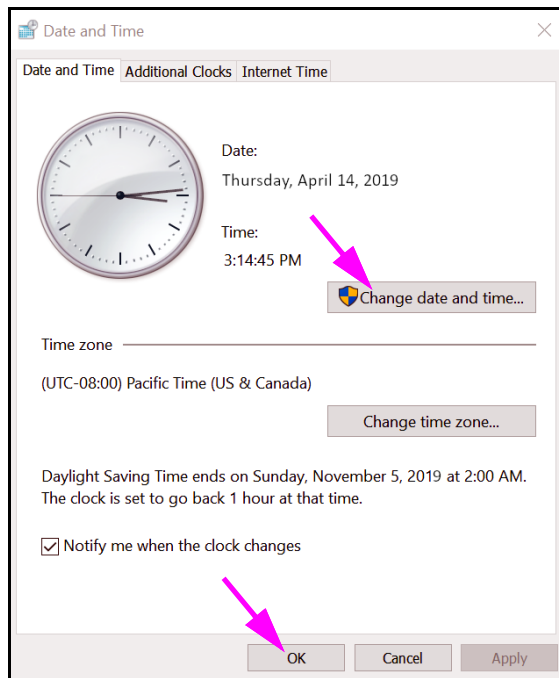 Date and Time
Date and Time Additional Clocks Internet Time
Date:
Thursday, April 14, 2019
Time:
3:14:45 PM
Change date and time...
Time zone
(UTC-08:00) Pacific Time (US & Canada)
Change time zone...
Daylight Saving Time ends on Sunday, November 5, 2019 at 2:00 AM.
The clock is set to go back 1 hour at that time.
Notify me when the clock changes
OK Cancel Apply